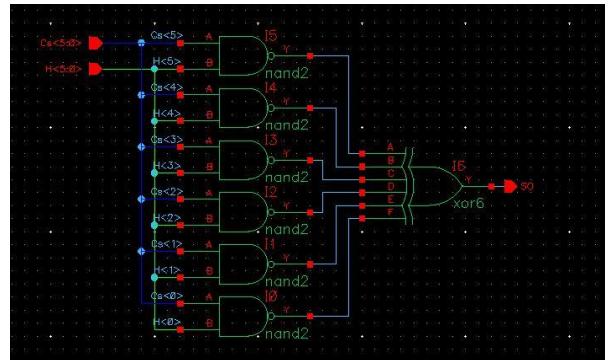 Cs<5:0>
H<5:0>
Cs<5>
A
I5
Y
H<5>
B
nand2
Cs<4>
A
I4
Y
H<4>
B
nand2
Cs<3>
A
I3
Y
H<3>
B
nand2
Cs<2>
A
I2
Y
H<2>
B
nand2
Cs<1>
A
I1
Y
H<1>
B
nand2
Cs<0>
A
I0
Y
H<0>
B
nand2
A
B
C
D
E
F
I6
Y
xor6
SO